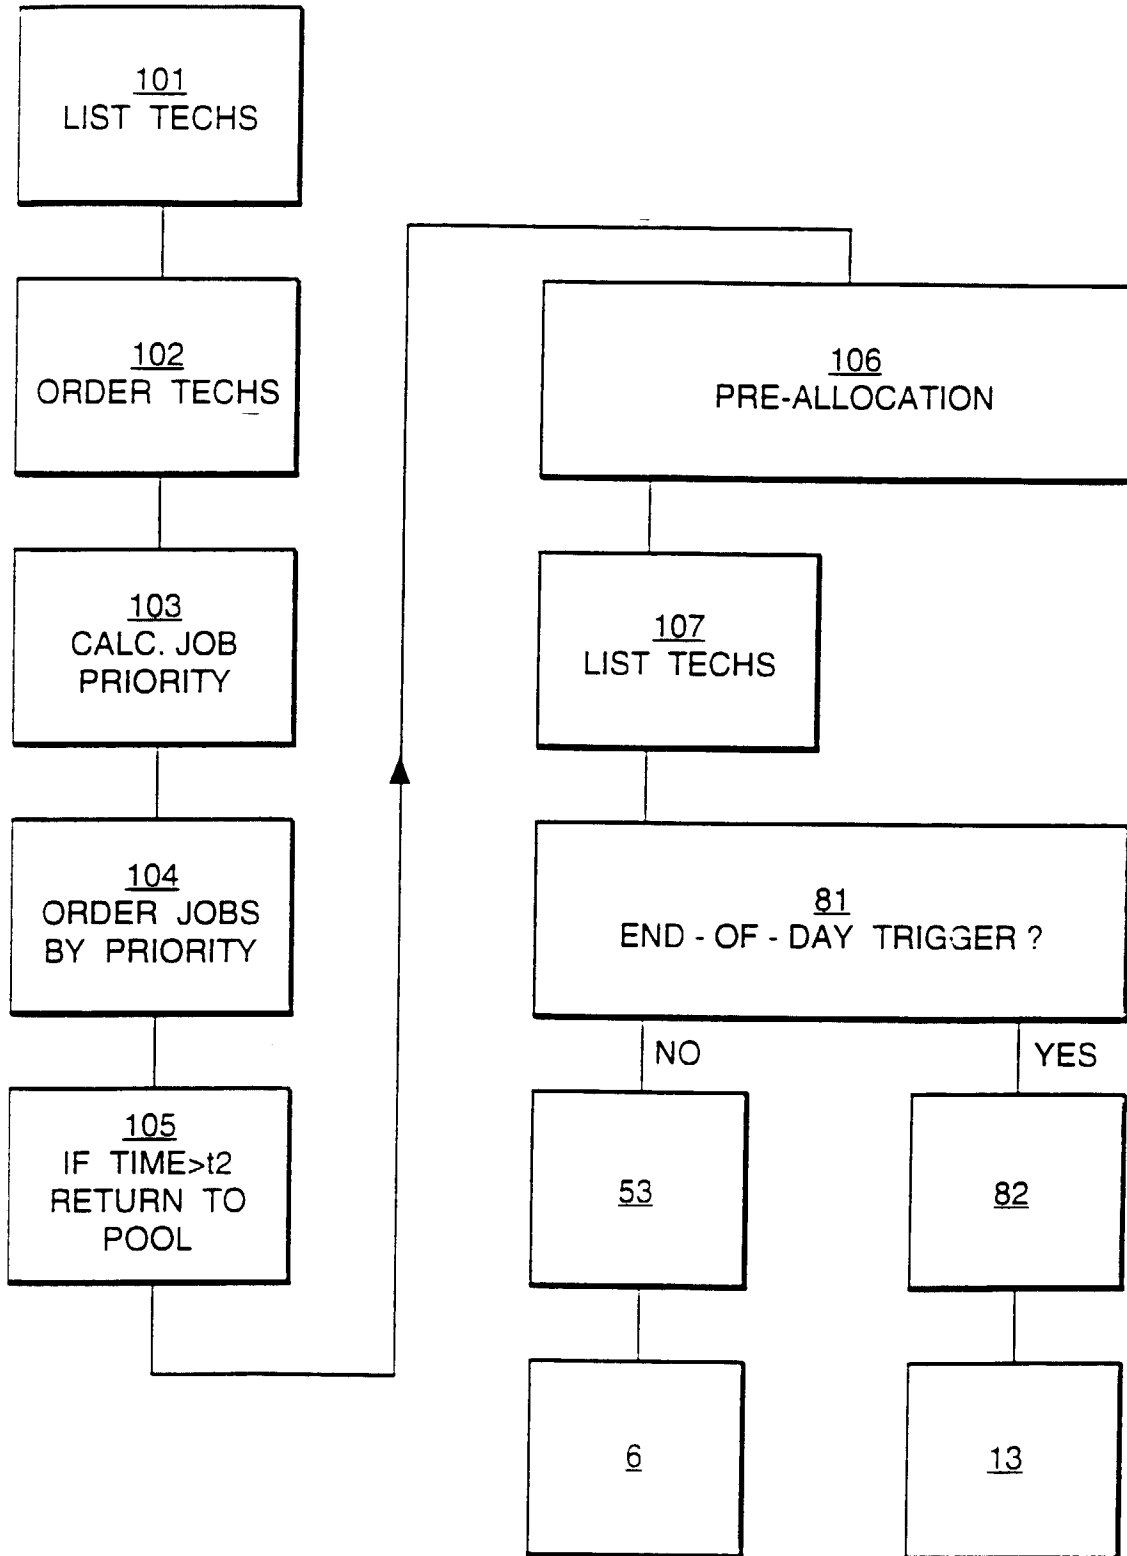 101
LIST TECHS
102
ORDER TECHS
103
CALC. JOB
PRIORITY
104
ORDER JOBS
BY PRIORITY
105
IF TIME>t2
RETURN TO
POOL
106
PRE-ALLOCATION
107
LIST TECHS
81
END - OF - DAY TRIGGER ?
NO
YES
53
82
6
13